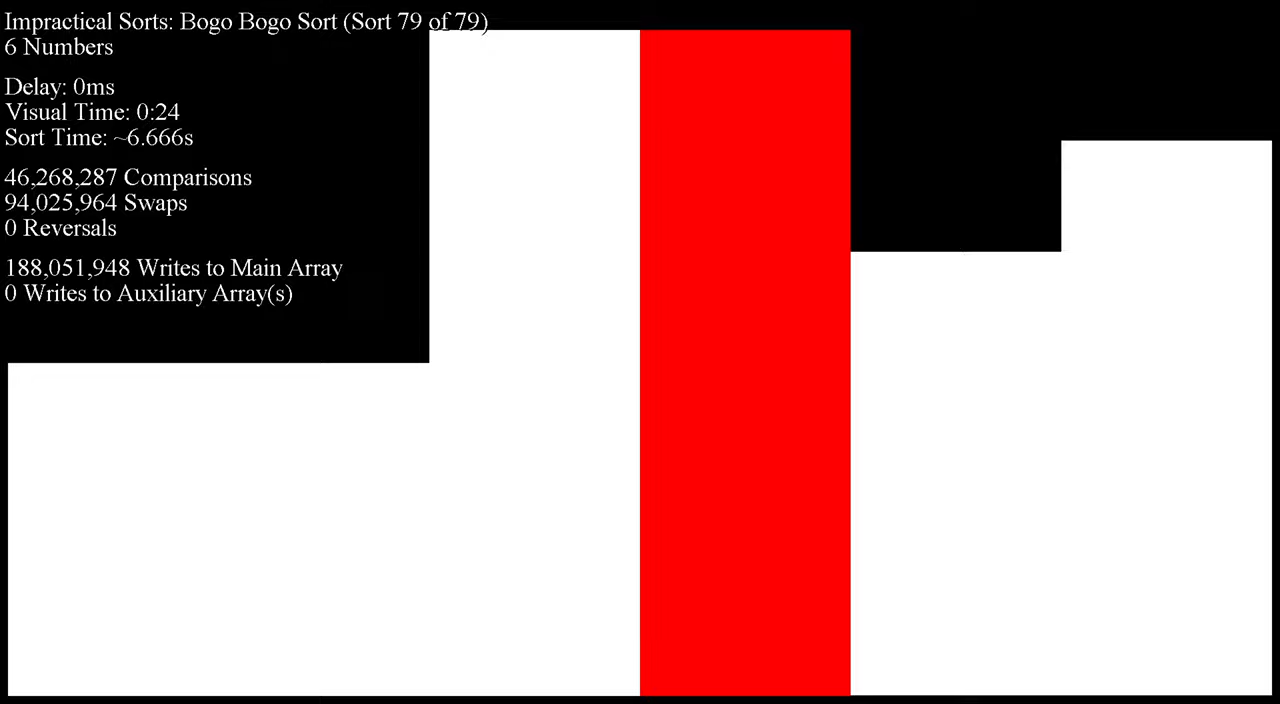 Impractical Sorts: Bogo Bogo Sort (Sort 79 of 79)
6 Numbers
Delay: 0ms
Visual Time: 0:24
Sort Time: ~6.666s
46,268,287 Comparisons
94,025,964 Swaps
0 Reversals
188,051,948 Writes to Main Array
0 Writes to Auxiliary Array(s)